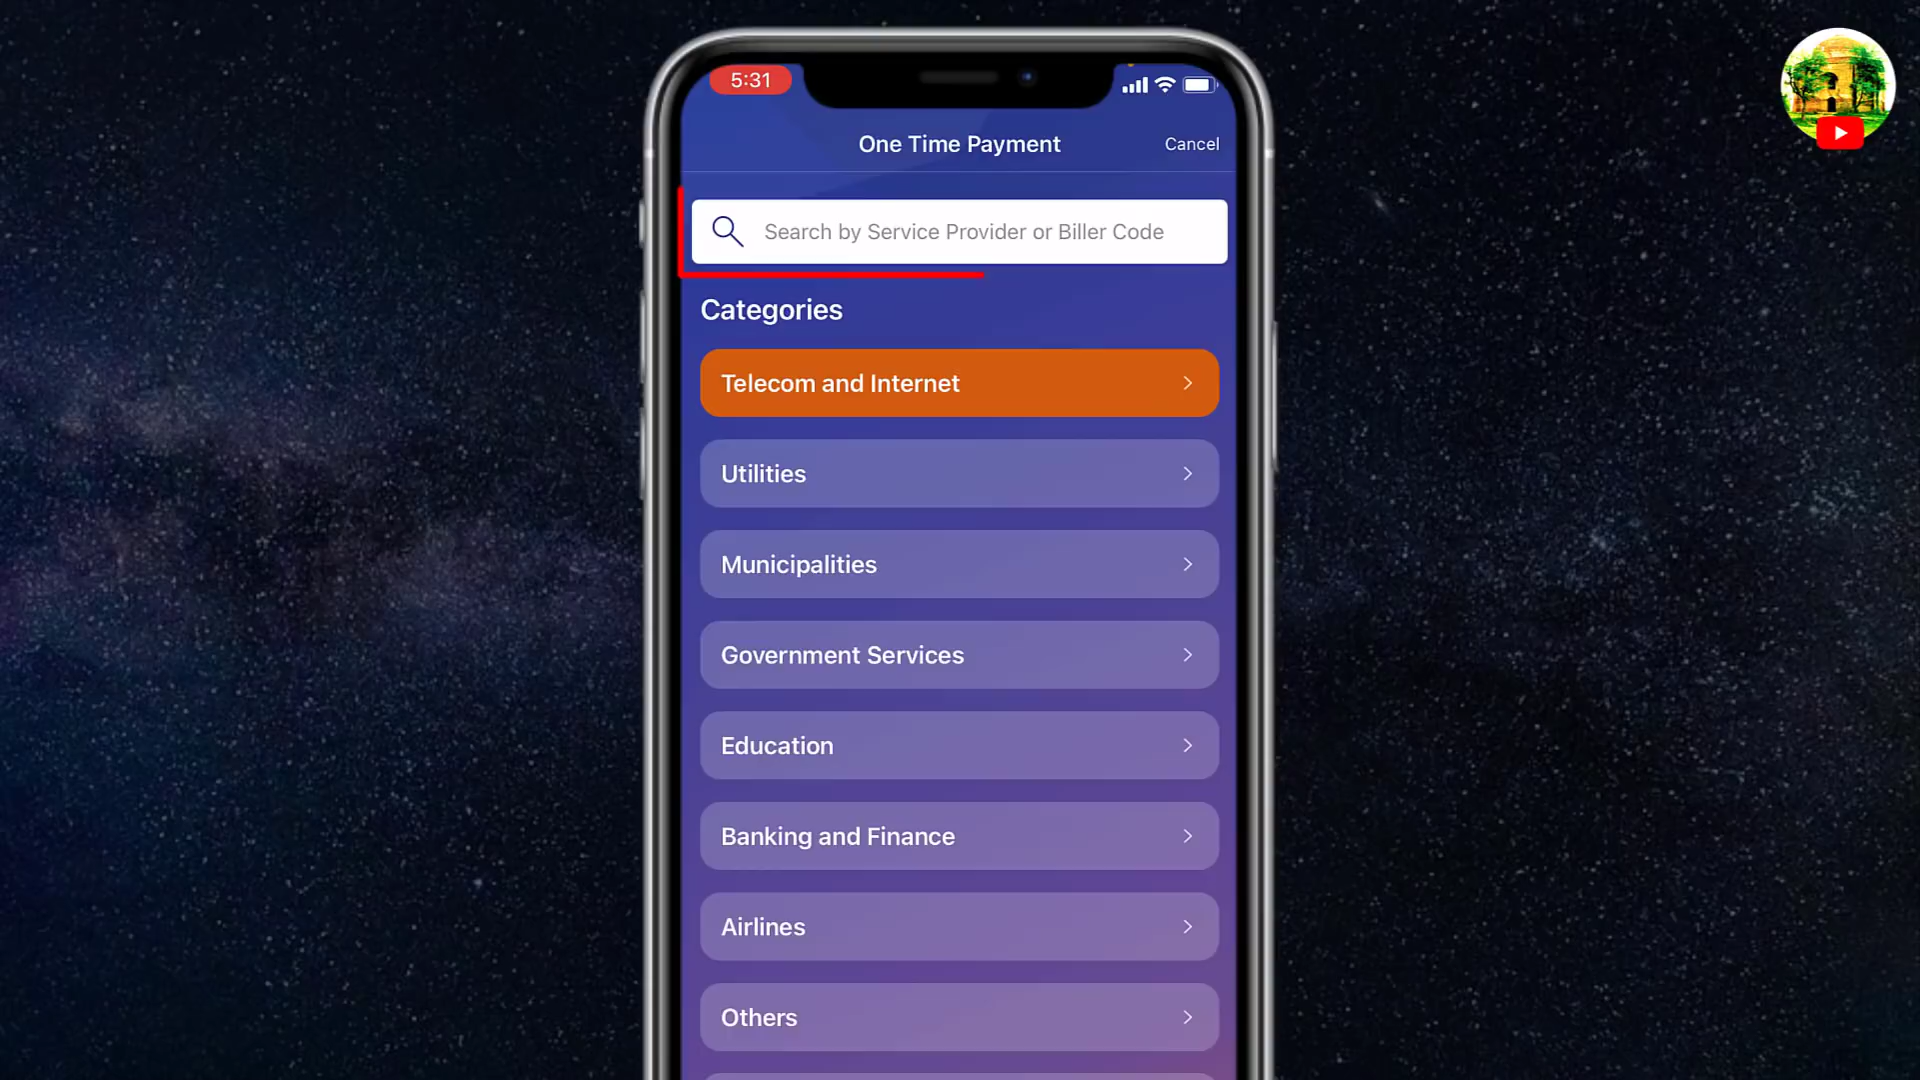 5:31
One Time Payment
Cancel
Search by Service Provider or Biller Code
Categories
Telecom and Internet
Utilities
Municipalities
Government Services
Education
Banking and Finance
Airlines
Others